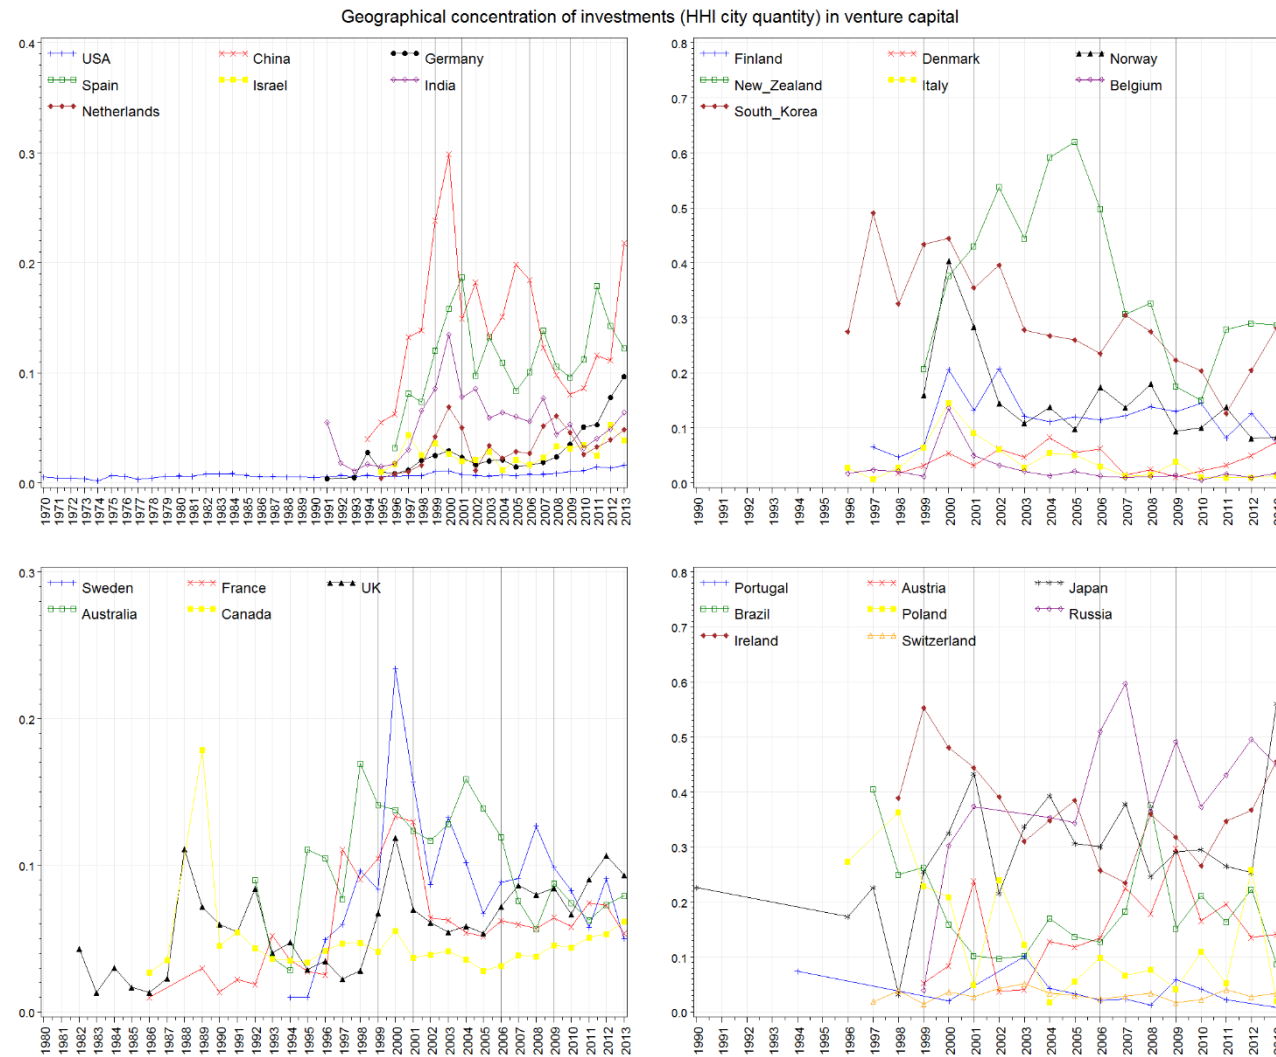 Geographical concentration of investments (HHI city quantity) in venture capital
USA China Germany
Spain Israel India
Netherlands
0.4
0.3
0.2
0.1
0.0
1970 1971 1972 1973 1974 1975 1976 1977 1978 1979 1980 1981 1982 1983 1984 1985 1986 1987 1988 1989 1990 1991 1992 1993 1994 1995 1996 1997 1998 1999 2000 2001 2002 2003 2004 2005 2006 2007 2008 2009 2010 2011 2012 2013
Finland Denmark Norway
New_Zealand Italy Belgium
South_Korea
0.8
0.7
0.6
0.5
0.4
0.3
0.2
0.1
0.0
1990 1991 1992 1993 1994 1995 1996 1997 1998 1999 2000 2001 2002 2003 2004 2005 2006 2007 2008 2009 2010 2011 2012
Sweden France UK
Australia Canada
0.3
0.2
0.1
0.0
1980 1981 1982 1983 1984 1985 1986 1987 1988 1989 1990 1991 1992 1993 1994 1995 1996 1997 1998 1999 2000 2001 2002 2003 2004 2005 2006 2007 2008 2009 2010 2011 2012 2013
Portugal Austria Japan
Brazil Poland Russia
Ireland Switzerland
0.8
0.7
0.6
0.5
0.4
0.3
0.2
0.1
0.0
1990 1991 1992 1993 1994 1995 1996 1997 1998 1999 2000 2001 2002 2003 2004 2005 2006 2007 2008 2009 2010 2011 2012